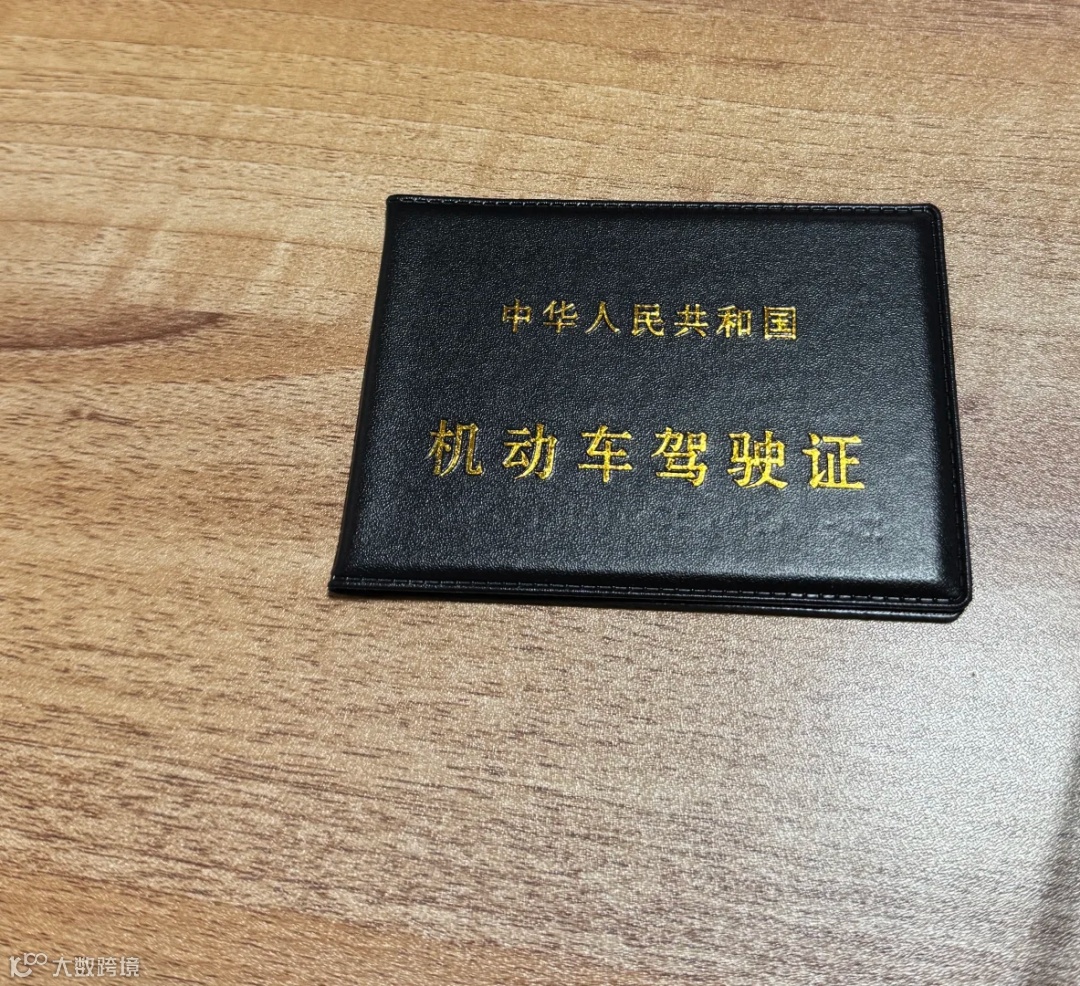 中华人民共和国
机动车驾驶证
大数跨境